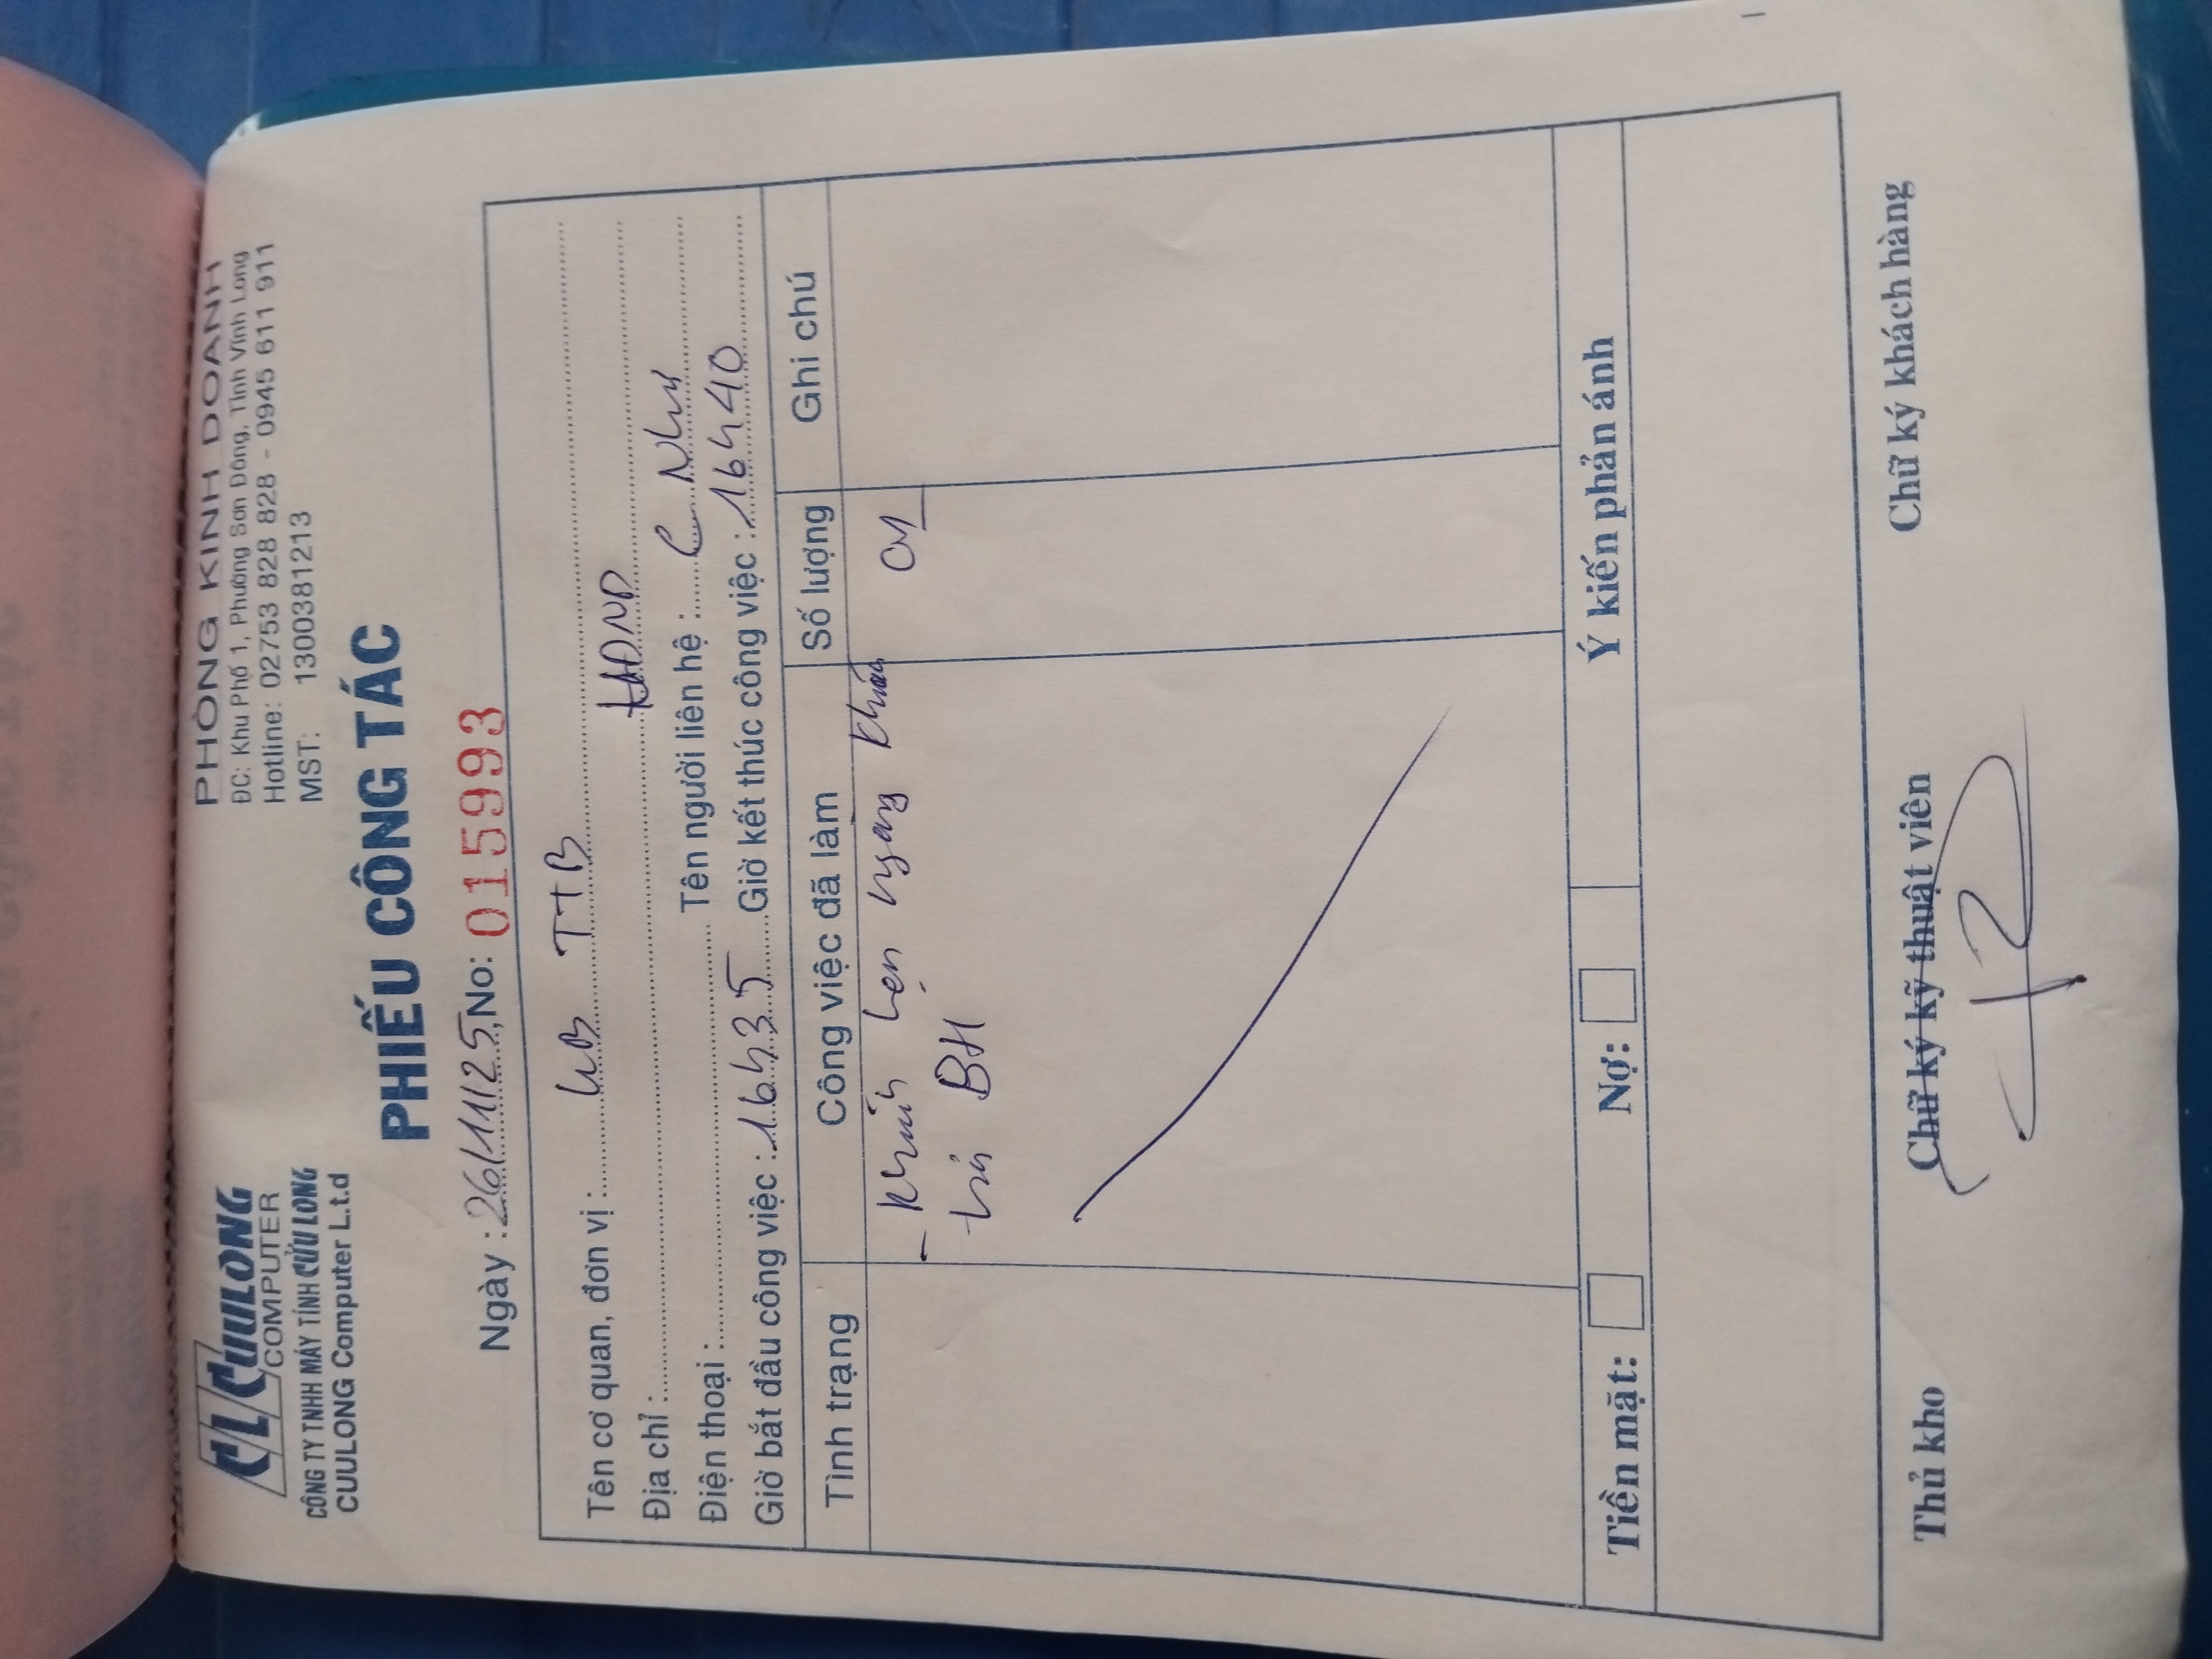 CL CUULONG
COMPUTER
CÔNG TY TNHH MÁY TÍNH CỬU LONG
CUULONG Computer L.t.d
PHÒNG KINH DOANH
ĐC: Khu Phố 1, Phường Sơn Đông, Tỉnh Vĩnh Long
Hotline: 02753 828 828 - 0945 611 911
MST: 1300381213
PHIẾU CÔNG TÁC
Ngày : 26/11/25, No: 015993
Tên cơ quan, đơn vị : UB TTB
Địa chỉ : HĐND
Điện thoại : Tên người liên hệ : C Như
Giờ bắt đầu công việc : 16h35 Giờ kết thúc công việc : 16h40
Tình trạng Công việc đã làm Số lượng Ghi chú
- ngang 01
trả BH
Tiền mặt: Nợ: Ý kiến phản ánh
Thủ kho Chữ ký kỹ thuật viên Chữ ký khách hàng